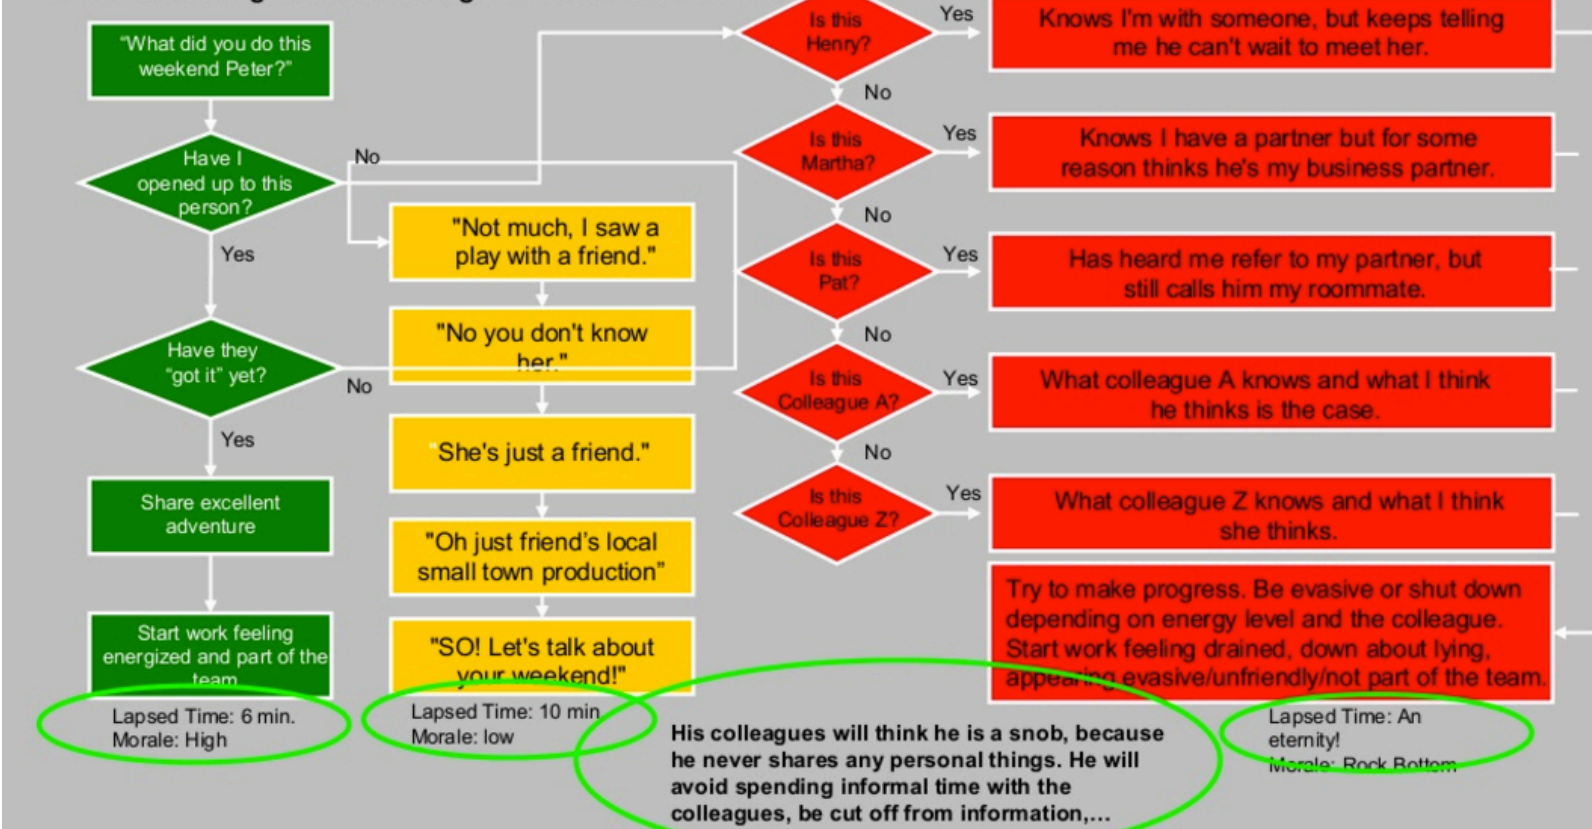 "What did you do this
weekend Peter?"
Have I
opened up to this
person?
No
Yes
Have they
"got it" yet?
No
Yes
Share excellent
adventure
Start work feeling
energized and part of the
team
Lapsed Time: 6 min.
Morale: High
"Not much, I saw a
play with a friend."
"No you don't know
her."
"She's just a friend."
"Oh just friend's local
small town production"
"SO! Let's talk about
your weekend!"
Lapsed Time: 10 min
Morale: low
Is this
Henry?
Yes
Knows I'm with someone, but keeps telling
me he can't wait to meet her.
No
Is this
Martha?
Yes
Knows I have a partner but for some
reason thinks he's my business partner.
No
Is this
Pat?
Yes
Has heard me refer to my partner, but
still calls him my roommate.
No
Is this
Colleague A?
Yes
What colleague A knows and what I think
he thinks is the case.
No
Is this
Colleague Z?
Yes
What colleague Z knows and what I think
she thinks.
Try to make progress. Be evasive or shut down
depending on energy level and the colleague.
Start work feeling drained, down about lying,
appearing evasive/unfriendly/not part of the team.
His colleagues will think he is a snob, because
he never shares any personal things. He will
avoid spending informal time with the
colleagues, be cut off from information,...
Lapsed Time: An
eternity!
Morale: Rock Bottom